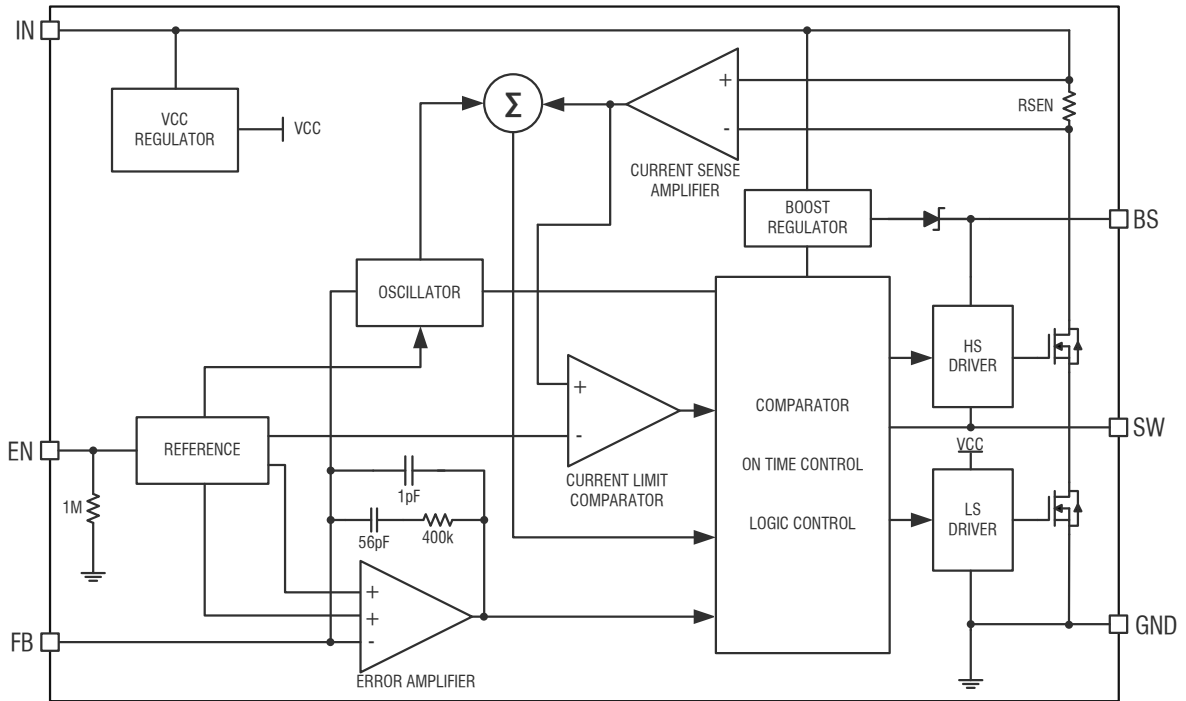 IN
VCC
REGULATOR
VCC
Σ
+
-
CURRENT SENSE
AMPLIFIER
RSEN
BOOST
REGULATOR
BS
OSCILLATOR
HS
DRIVER
+
-
CURRENT LIMIT
COMPARATOR
COMPARATOR
ON TIME CONTROL
LOGIC CONTROL
SW
VCC
LS
DRIVER
EN
REFERENCE
1M
1pF
56pF
400k
+
+
-
ERROR AMPLIFIER
FB
GND